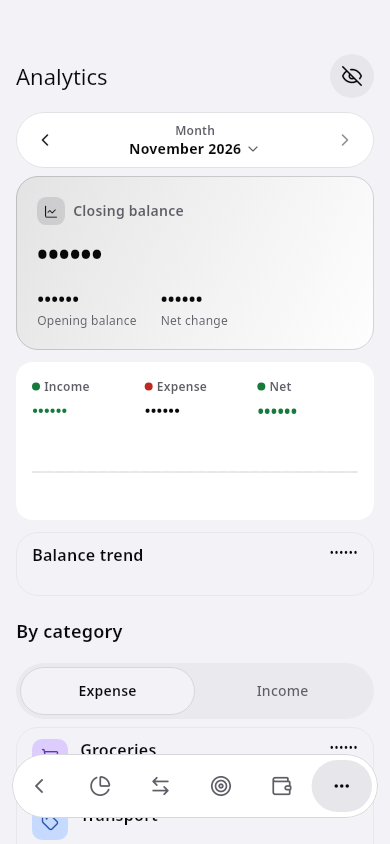 Analytics
Month
November 2026
Closing balance
••••••
•••••• ••••••
Opening balance Net change
Income Expense Net
•••••• •••••• ••••••
Balance trend ••••••
By category
Expense Income
Groceries ••••••
Transport